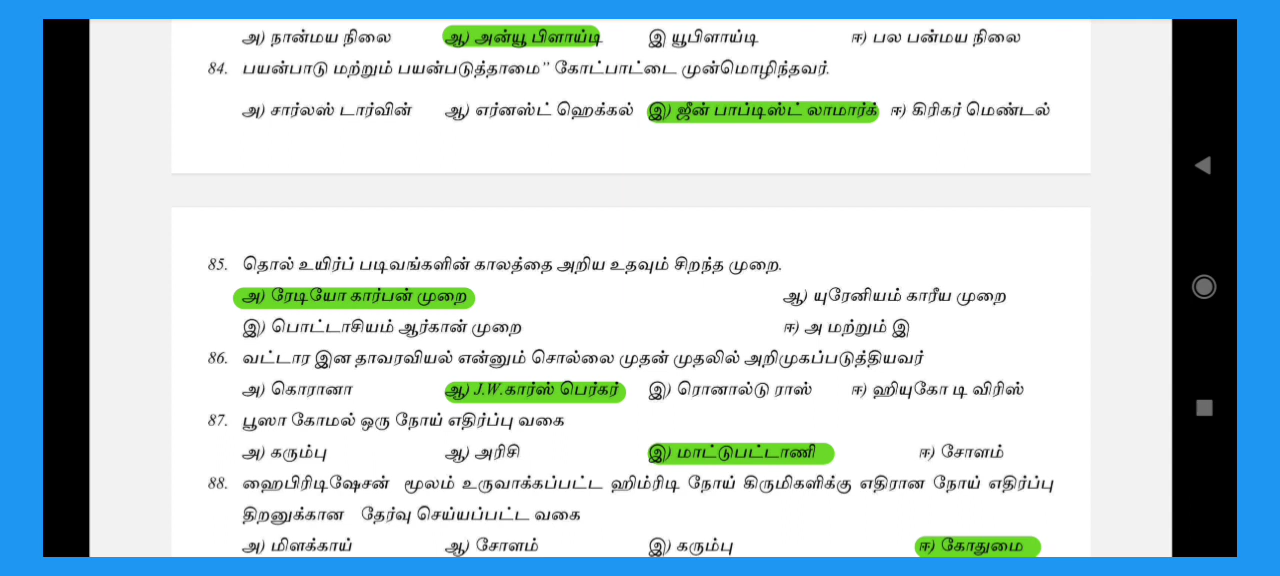 அ) நான்மய நிலை ஆ) அன்யூ பிளாய்டி இ யூபிளாய்டி ஈ) பல பன்மய நிலை
84. பயன்பாடு மற்றும் பயன்படுத்தாமை" கோட்பாட்டை முன்மொழிந்தவர்.
அ) சார்லஸ் டார்வின் ஆ) எர்னஸ்ட் ஹெக்கல் இ) ஜீன் பாப்டிஸ்ட் லாமார்க் ஈ) கிரிகர் மெண்டல்
85. தொல் உயிர்ப் படிவங்களின் காலத்தை அறிய உதவும் சிறந்த முறை.
அ) ரேடியோ கார்பன் முறை ஆ) யுரேனியம் காரீய முறை
இ) பொட்டாசியம் ஆர்கான் முறை ஈ) அ மற்றும் இ
86. வட்டார இன தாவரவியல் என்னும் சொல்லை முதன் முதலில் அறிமுகப்படுத்தியவர்
அ) கொரானா ஆ) J.W.கார்ஸ் பெர்கர் இ) ரொனால்டு ராஸ் ஈ) ஹியுகோ டி விரிஸ்
87. பூஸா கோமல் ஒரு நோய் எதிர்ப்பு வகை
அ) கரும்பு ஆ) அரிசி இ) மாட்டுபட்டாணி ஈ) சோளம்
88. ஹைபிரிடிஷேசன் மூலம் உருவாக்கப்பட்ட ஹிம்ரிடி நோய் கிருமிகளிக்கு எதிரான நோய் எதிர்ப்பு
திறனுக்கான தேர்வு செய்யப்பட்ட வகை
அ) மிளக்காய் ஆ) சோளம் இ) கரும்பு ஈ) கோதுமை